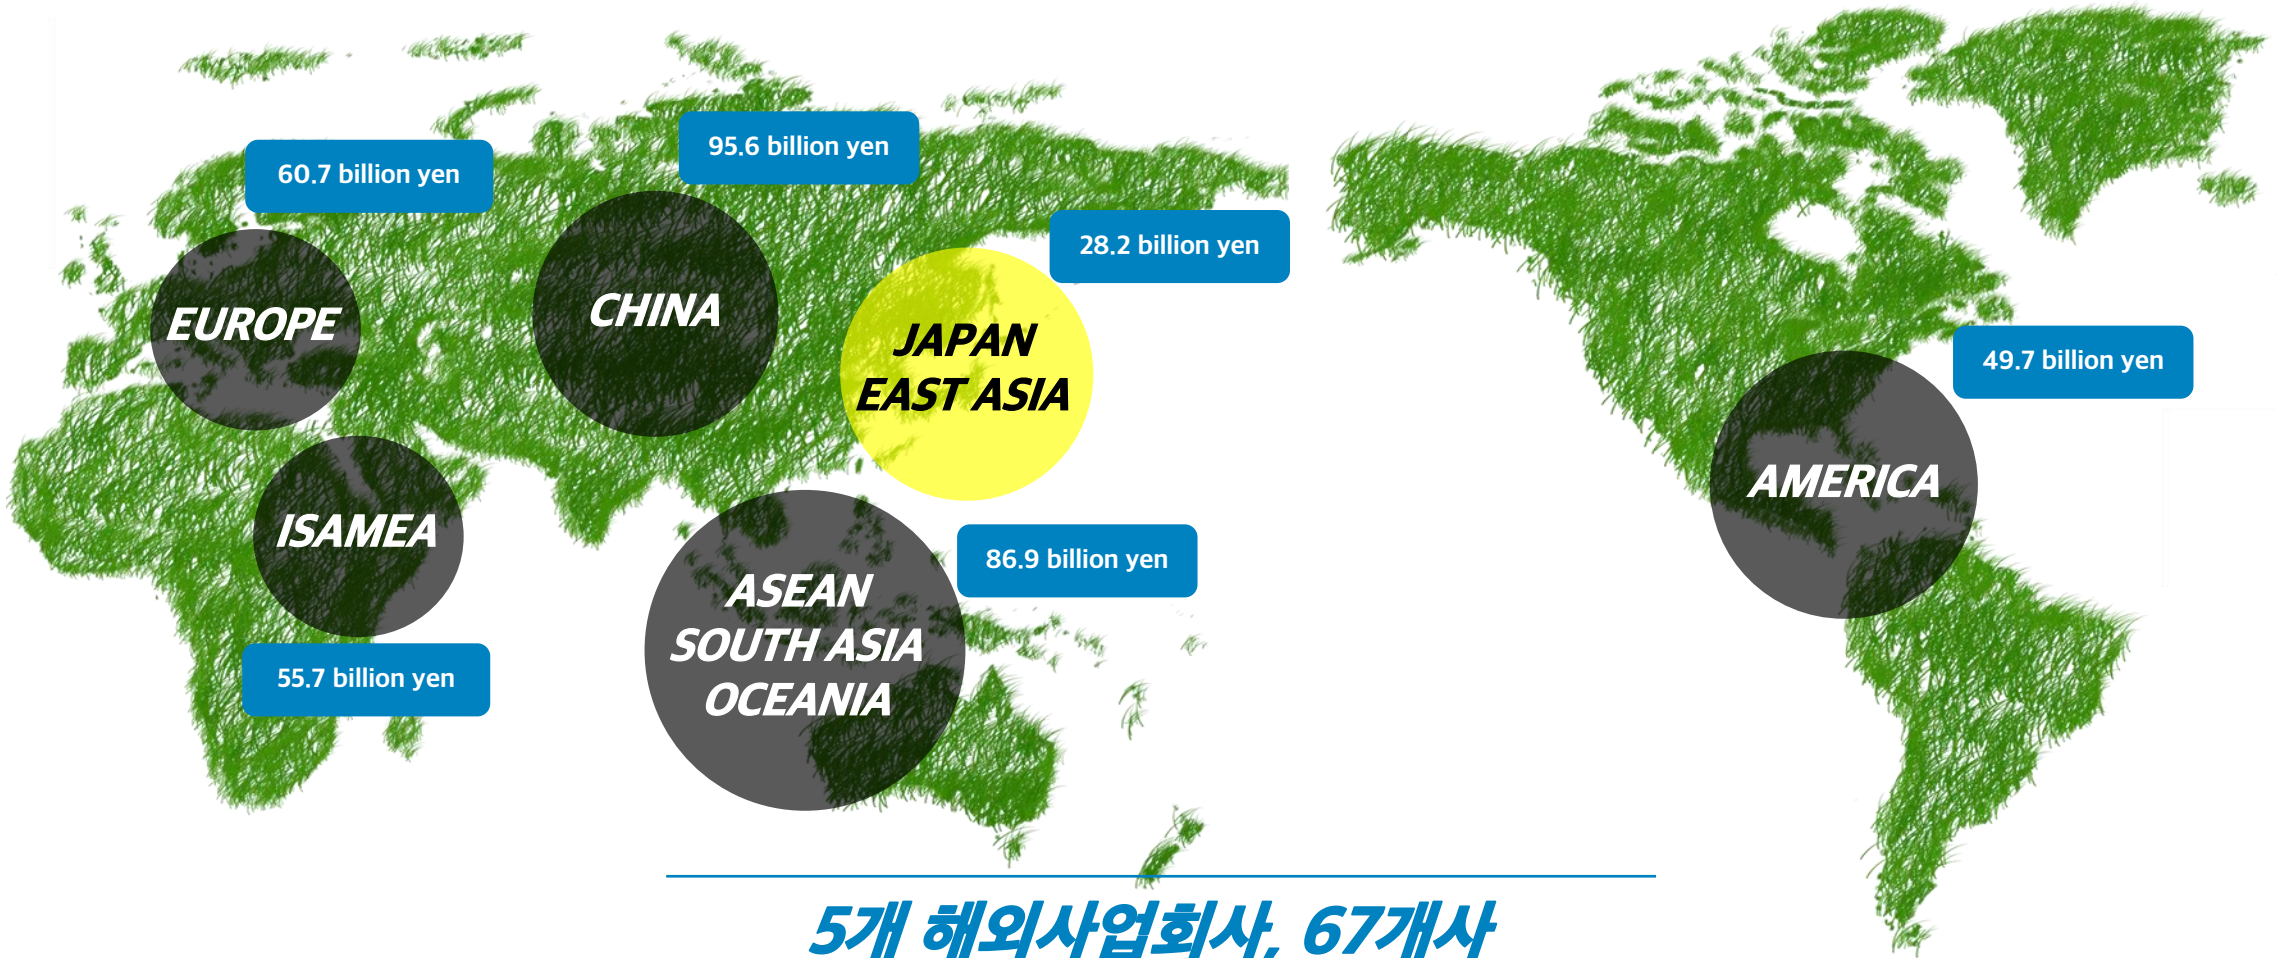 95.6 billion yen
60.7 billion yen
28.2 billion yen
EUROPE
CHINA
JAPAN
EAST ASIA
49.7 billion yen
AMERICA
ISAMEA
86.9 billion yen
ASEAN
SOUTH ASIA
OCEANIA
55.7 billion yen
5개 해외사업회사, 67개사